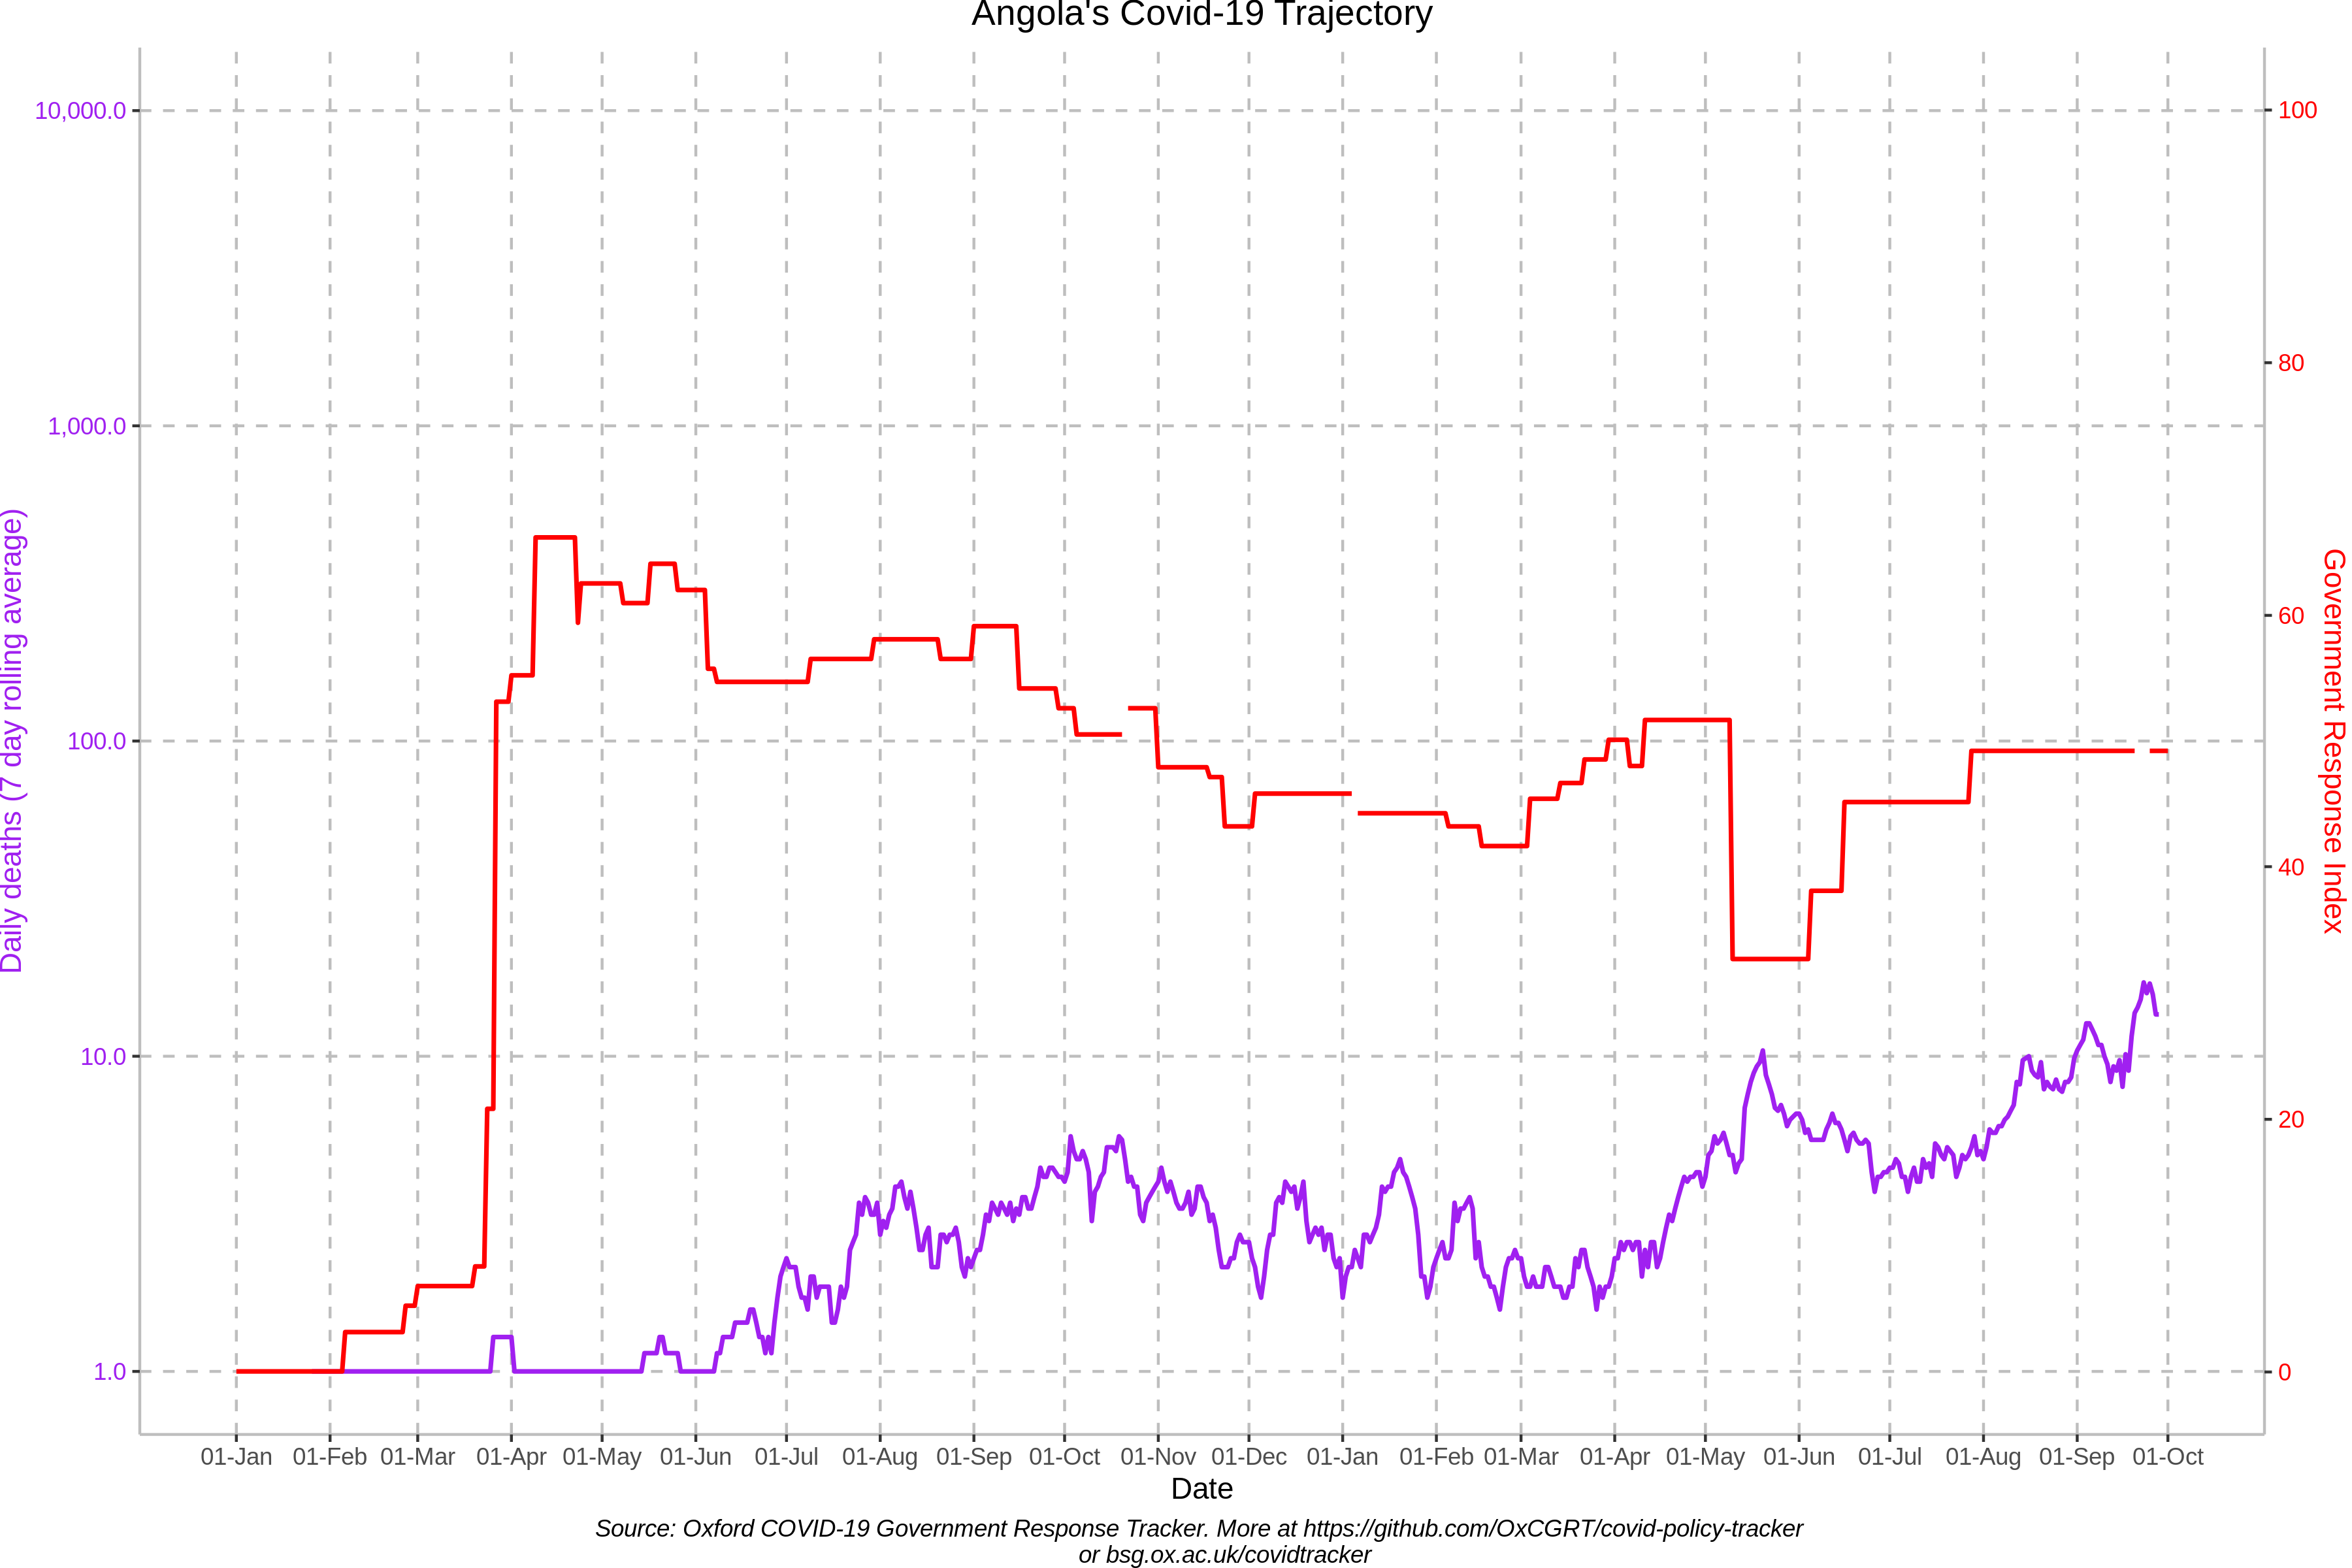 Angola's Covid-19 Trajectory
10,000.0
1,000.0
100.0
10.0
1.0
Daily deaths (7 day rolling average)
100
80
60
40
20
0
Government Response Index
01-Jan 01-Feb 01-Mar 01-Apr 01-May 01-Jun 01-Jul 01-Aug 01-Sep 01-Oct 01-Nov 01-Dec 01-Jan 01-Feb 01-Mar 01-Apr 01-May 01-Jun 01-Jul 01-Aug 01-Sep 01-Oct
Date
Source: Oxford COVID-19 Government Response Tracker. More at https://github.com/OxCGRT/covid-policy-tracker
or bsg.ox.ac.uk/covidtracker